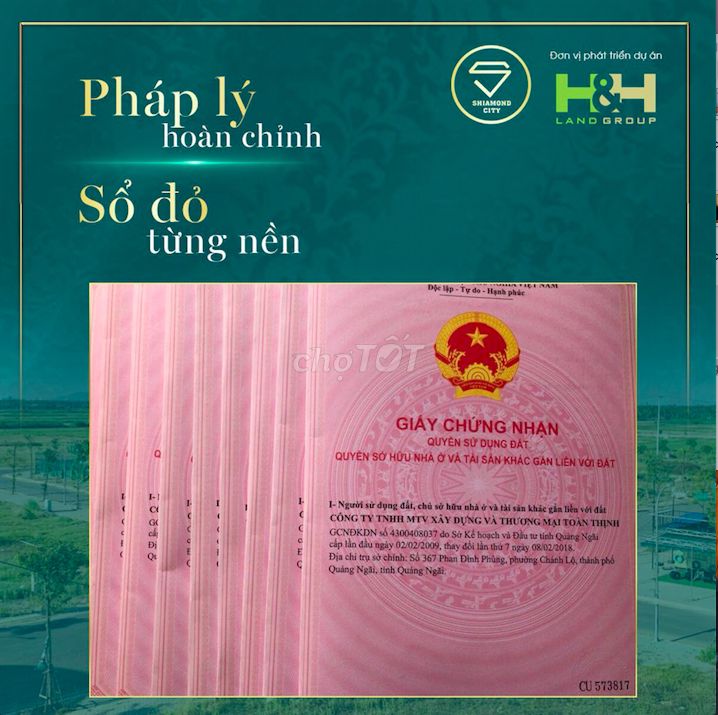 Pháp lý
hoàn chỉnh
Sổ đỏ
từng nền
SHIAMOND
CITY
Đơn vị phát triển dự án
H&H
LAND GROUP
NGHĨA VIỆT NAM
Độc lập - Tự do - Hạnh phúc
chợTỐT
GIẤY CHỨNG NHẬN
QUYỀN SỬ DỤNG ĐẤT
QUYỀN SỞ HỮU NHÀ Ở VÀ TÀI SẢN KHÁC GẮN LIỀN VỚI ĐẤT
I- Người sử dụng đất, chủ sở hữu nhà ở và tài sản khác gắn liền với đất
CÔNG TY TNHH MTV XÂY DỰNG VÀ THƯƠNG MẠI TOÀN THỊNH
GCNĐKDN số 4300408037 do Sở Kế hoạch và Đầu tư tỉnh Quảng Ngãi
cấp lần đầu ngày 02/02/2009, thay đổi lần thứ 7 ngày 08/02/2018.
Địa chỉ trụ sở chính: Số 367 Phan Đình Phùng, phường Chánh Lộ, thành phố
Quảng Ngãi, tỉnh Quảng Ngãi.
CU 573817